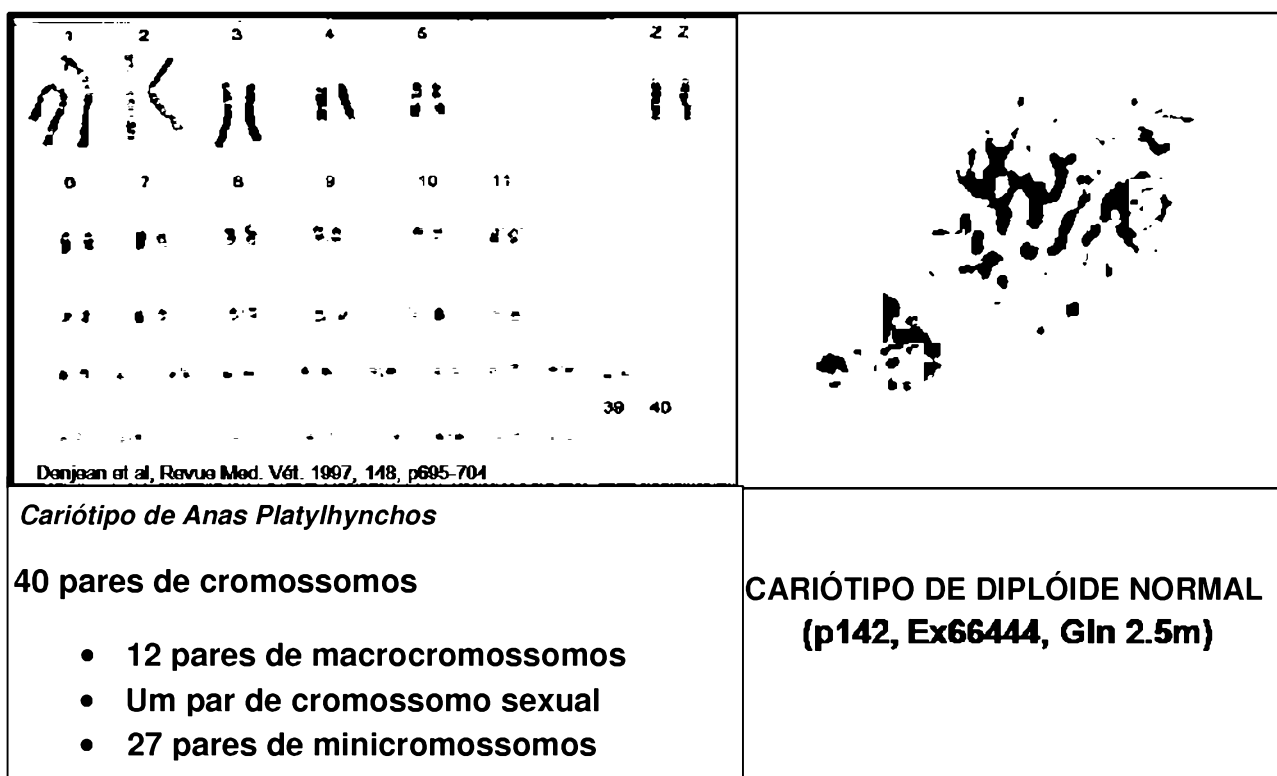 1 2 3 4 5 Z Z
6 7 8 9 10 11
39 40
Denjean et al, Revue Med. Vét. 1997, 148, p695-704
Cariótipo de Anas Platylhynchos
40 pares de cromossomos
• 12 pares de macrocromossomos
• Um par de cromossomo sexual
• 27 pares de minicromossomos
CARIÓTIPO DE DIPLÓIDE NORMAL
(p142, Ex66444, Gln 2.5m)